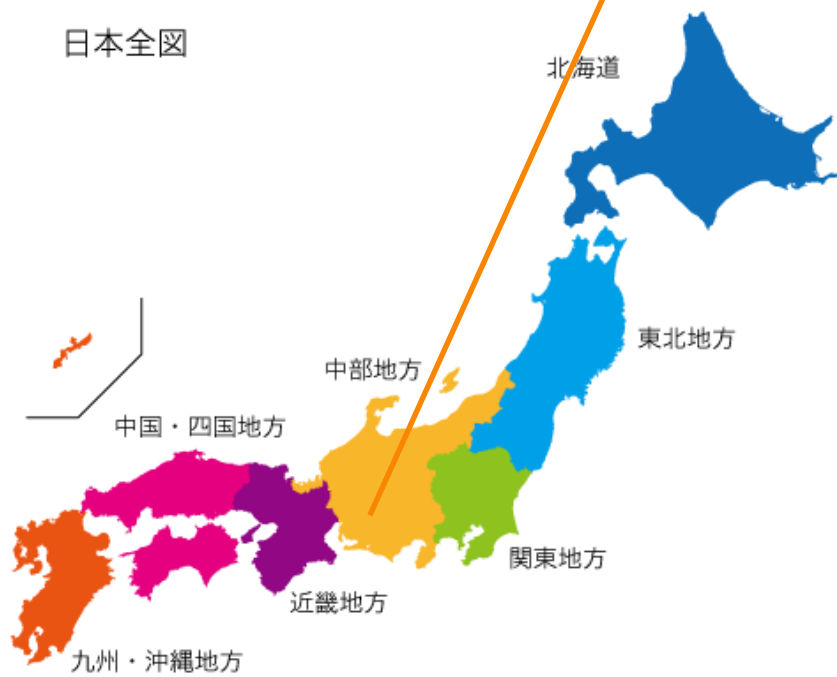 日本全図
北海道
東北地方
中部地方
中国・四国地方
関東地方
近畿地方
九州・沖縄地方